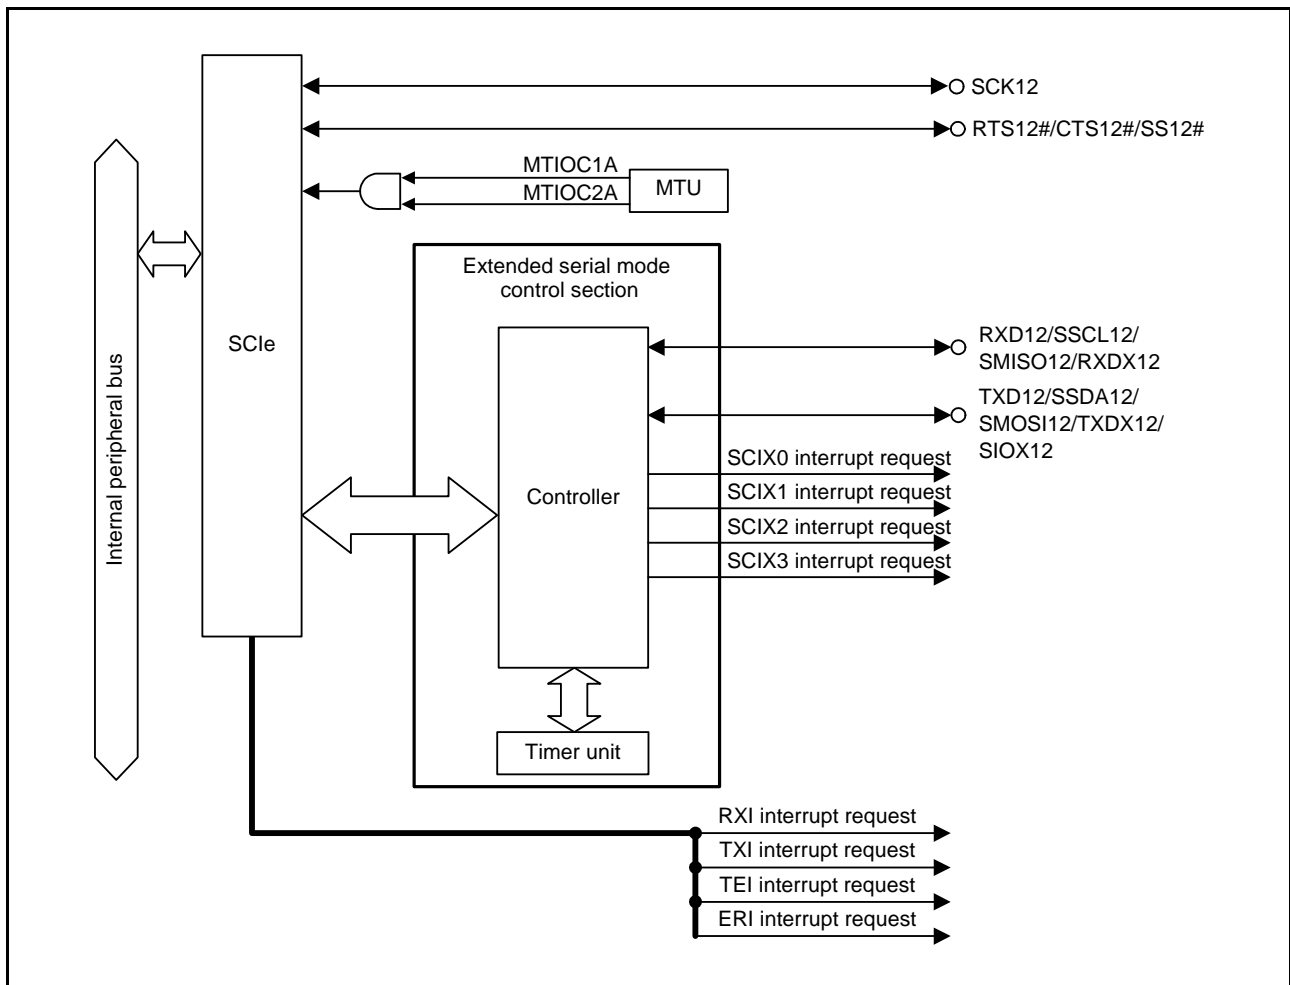 SCK12
RTS12#/CTS12#/SS12#
MTIOC1A
MTIOC2A
MTU
Extended serial mode
control section
SCIe
RXD12/SSCL12/
SMISO12/RXDX12
TXD12/SSDA12/
SMOSI12/TXDX12/
SIOX12
Internal peripheral bus
Controller
SCIX0 interrupt request
SCIX1 interrupt request
SCIX2 interrupt request
SCIX3 interrupt request
Timer unit
RXI interrupt request
TXI interrupt request
TEI interrupt request
ERI interrupt request